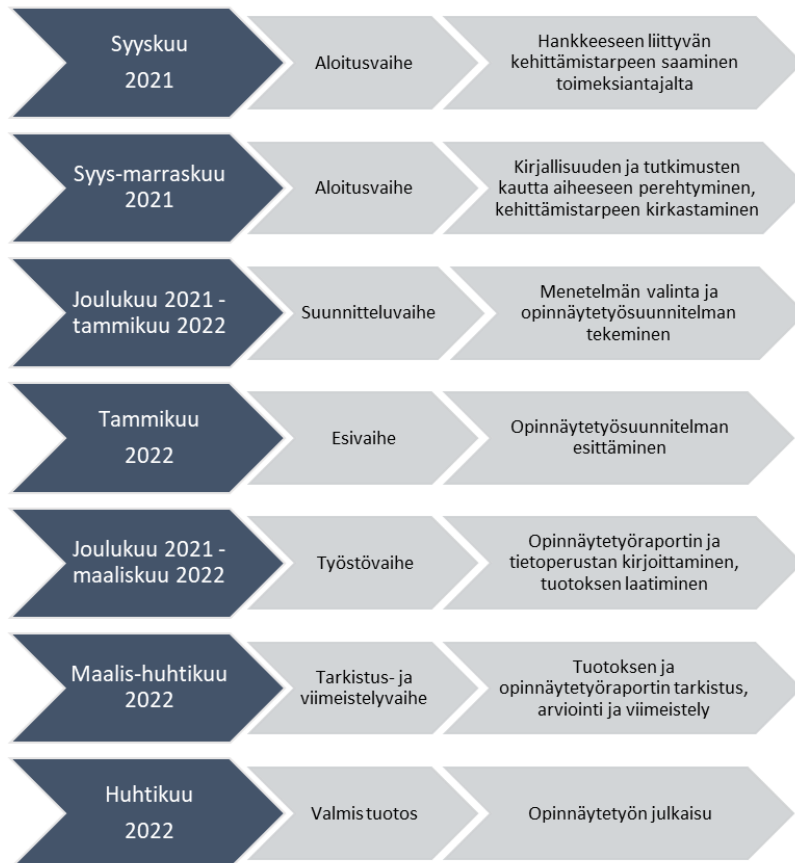 Syyskuu
2021
Aloitusvaihe
Hankkeeseen liittyvän
kehittämistarpeen saaminen
toimeksiantajalta
Syys-marraskuu
2021
Aloitusvaihe
Kirjallisuuden ja tutkimusten
kautta aiheeseen perehtyminen,
kehittämistarpeen kirkastaminen
Joulukuu 2021 -
tammikuu 2022
Suunnitteluvaihe
Menetelmän valinta ja
opinnäytetyösuunnitelman
tekeminen
Tammikuu
2022
Esivaihe
Opinnäytetyösuunnitelman
esittäminen
Joulukuu 2021 -
maaliskuu 2022
Työstövaihe
Opinnäytetyöraportin ja
tietoperustan kirjoittaminen,
tuotoksen laatiminen
Maalis-huhtikuu
2022
Tarkistus- ja
viimeistelyvaihe
Tuotoksen ja
opinnäytetyöraportin tarkistus,
arviointi ja viimeistely
Huhtikuu
2022
Valmis tuotos
Opinnäytetyön julkaisu